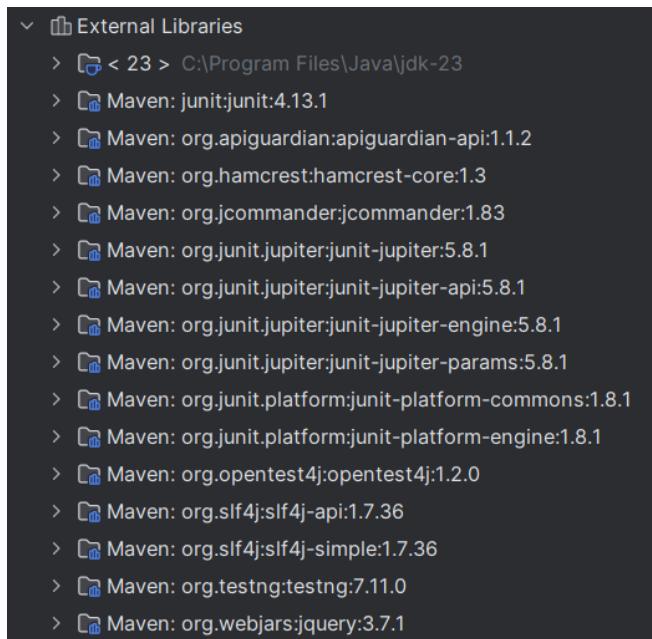 External Libraries
< 23 > C:\Program Files\Java\jdk-23
Maven: junit:junit:4.13.1
Maven: org.apiguardian:apiguardian-api:1.1.2
Maven: org.hamcrest:hamcrest-core:1.3
Maven: org.jcommander:jcommander:1.83
Maven: org.junit.jupiter:junit-jupiter:5.8.1
Maven: org.junit.jupiter:junit-jupiter-api:5.8.1
Maven: org.junit.jupiter:junit-jupiter-engine:5.8.1
Maven: org.junit.jupiter:junit-jupiter-params:5.8.1
Maven: org.junit.platform:junit-platform-commons:1.8.1
Maven: org.junit.platform:junit-platform-engine:1.8.1
Maven: org.opentest4j:opentest4j:1.2.0
Maven: org.slf4j:slf4j-api:1.7.36
Maven: org.slf4j:slf4j-simple:1.7.36
Maven: org.testng:testng:7.11.0
Maven: org.webjars:jquery:3.7.1